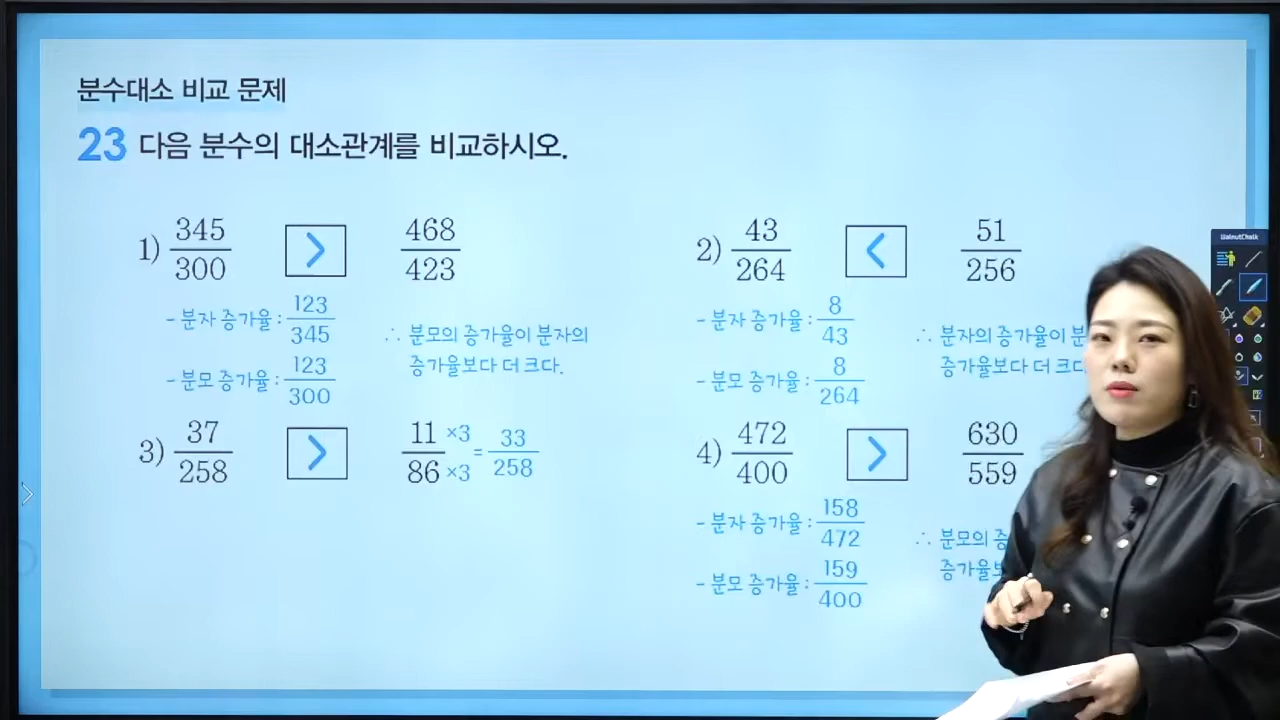 분수대소 비교 문제
23 다음 분수의 대소관계를 비교하시오.
1) 345/300 > 468/423
- 분자 증가율 : 123/345
- 분모 증가율 : 123/300
∴ 분모의 증가율이 분자의
증가율보다 더 크다.
2) 43/264 < 51/256
- 분자 증가율 : 8/43
- 분모 증가율 : 8/264
∴ 분자의 증가율이
증가율보다 더 크다
3) 37/258 > 11/86 ×3 ×3 = 33/258
4) 472/400 > 630/559
- 분자 증가율 : 158/472
- 분모 증가율 : 159/400
∴ 분모의
WalnutChalk